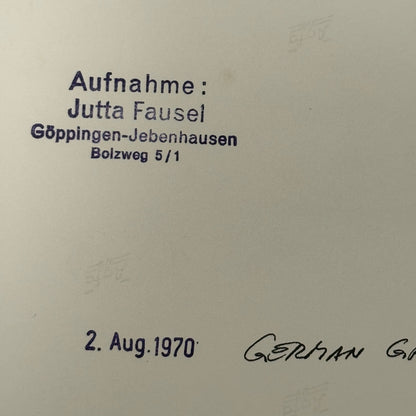 Aufnahme:
Jutta Fausel
Göppingen-Jebenhausen
Bolzweg 5/1
2. Aug. 1970
GERMAN